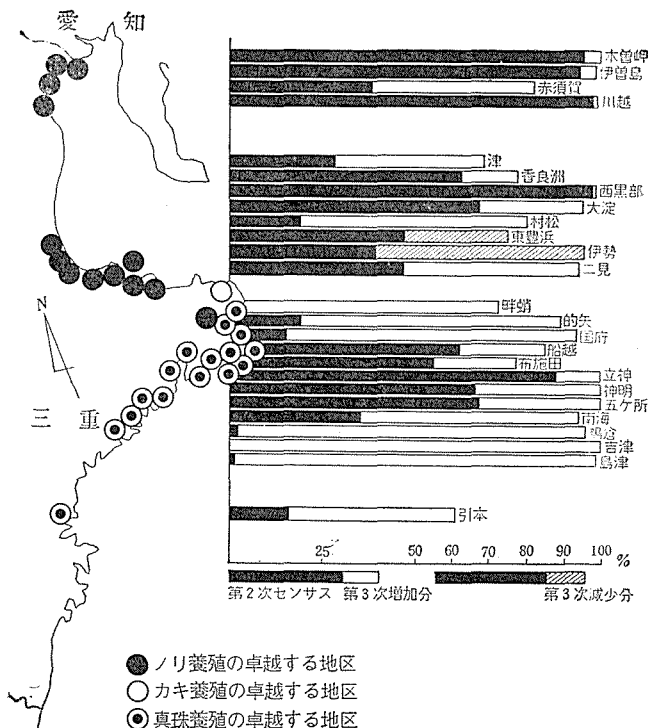 愛知
木曽岬
伊曽島
赤須賀
川越
津
香良洲
西黒部
大淀
村松
東豊浜
伊勢
二見
畔蛸
的矢
国府
船越
布施田
立神
神明
五ケ所
南海
吉津
島津
引本
N
三重
25 50 60 70 80 90 100 %
第2次センサス 第3次増加分 第3次減少分
ノリ養殖の卓越する地区
カキ養殖の卓越する地区
真珠養殖の卓越する地区